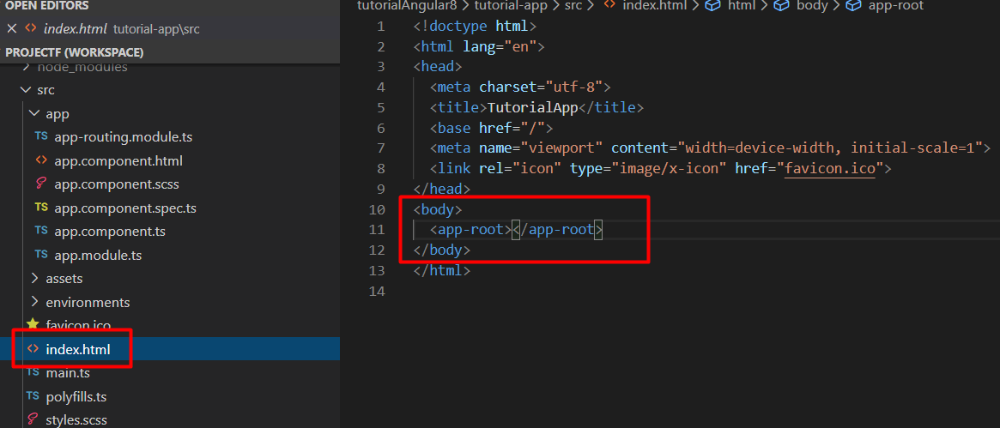 OPEN EDITORS
index.html tutorial-app\src
PROJECTF (WORKSPACE)
node_modules
src
app
TS app-routing.module.ts
<> app.component.html
app.component.scss
TS app.component.spec.ts
TS app.component.ts
TS app.module.ts
assets
environments
favicon.ico
<> index.html
TS main.ts
TS polyfills.ts
styles.scss
tutorialAngular8 > tutorial-app > src > <> index.html > html > body > app-root
1 <!doctype html>
2 <html lang="en">
3 <head>
4 <meta charset="utf-8">
5 <title>TutorialApp</title>
6 <base href="/">
7 <meta name="viewport" content="width=device-width, initial-scale=1">
8 <link rel="icon" type="image/x-icon" href="favicon.ico">
9 </head>
10 <body>
11 <app-root></app-root>
12 </body>
13 </html>
14